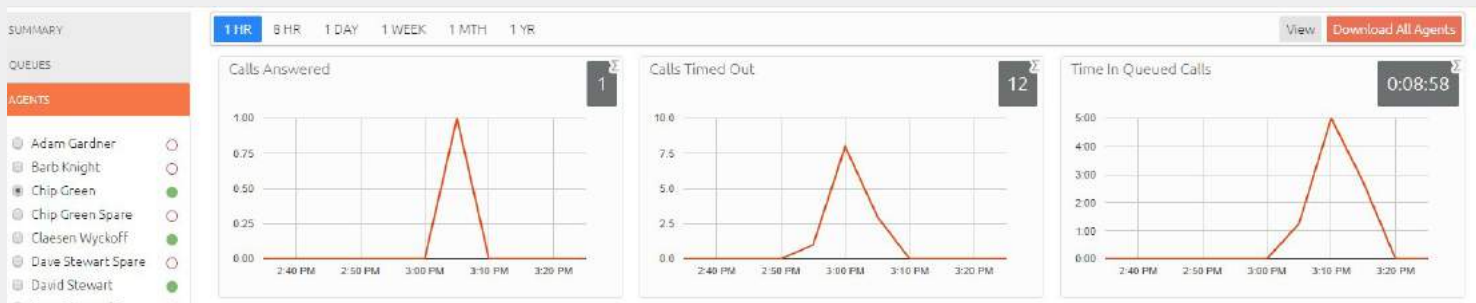 SUMMARY
QUEUES
AGENTS
Adam Gardner
Barb Knight
Chip Green
Chip Green Spare
Claesen Wyckoff
Dave Stewart Spare
David Stewart
1 HR 8 HR 1 DAY 1 WEEK 1 MTH 1 YR
View Download All Agents
Calls Answered
Σ
1
1.00
0.75
0.50
0.25
0.00
2:40 PM 2:50 PM 3:00 PM 3:10 PM 3:20 PM
Calls Timed Out
Σ
12
10.0
7.5
5.0
2.5
0.0
2:40 PM 2:50 PM 3:00 PM 3:10 PM 3:20 PM
Time In Queued Calls
Σ
0:08:58
5:00
4:00
3:00
2:00
1:00
0:00
2:40 PM 2:50 PM 3:00 PM 3:10 PM 3:20 PM